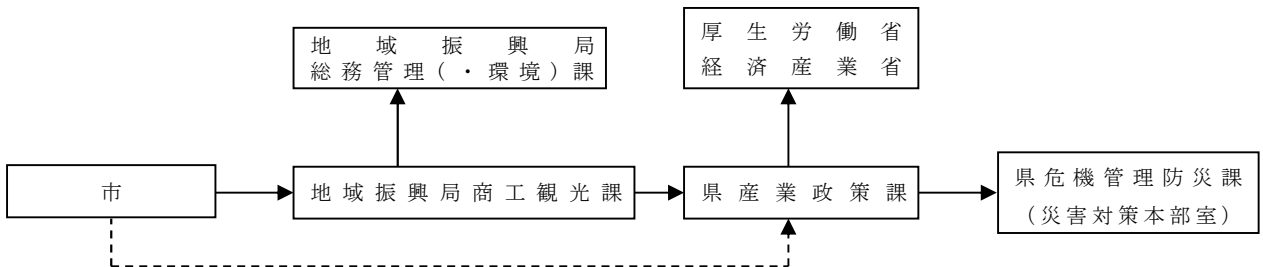 地域振興局
総務管理(・環境)課
厚生労働省
経済産業省
市
地域振興局商工観光課
県産業政策課
県危機管理防災課
(災害対策本部室)